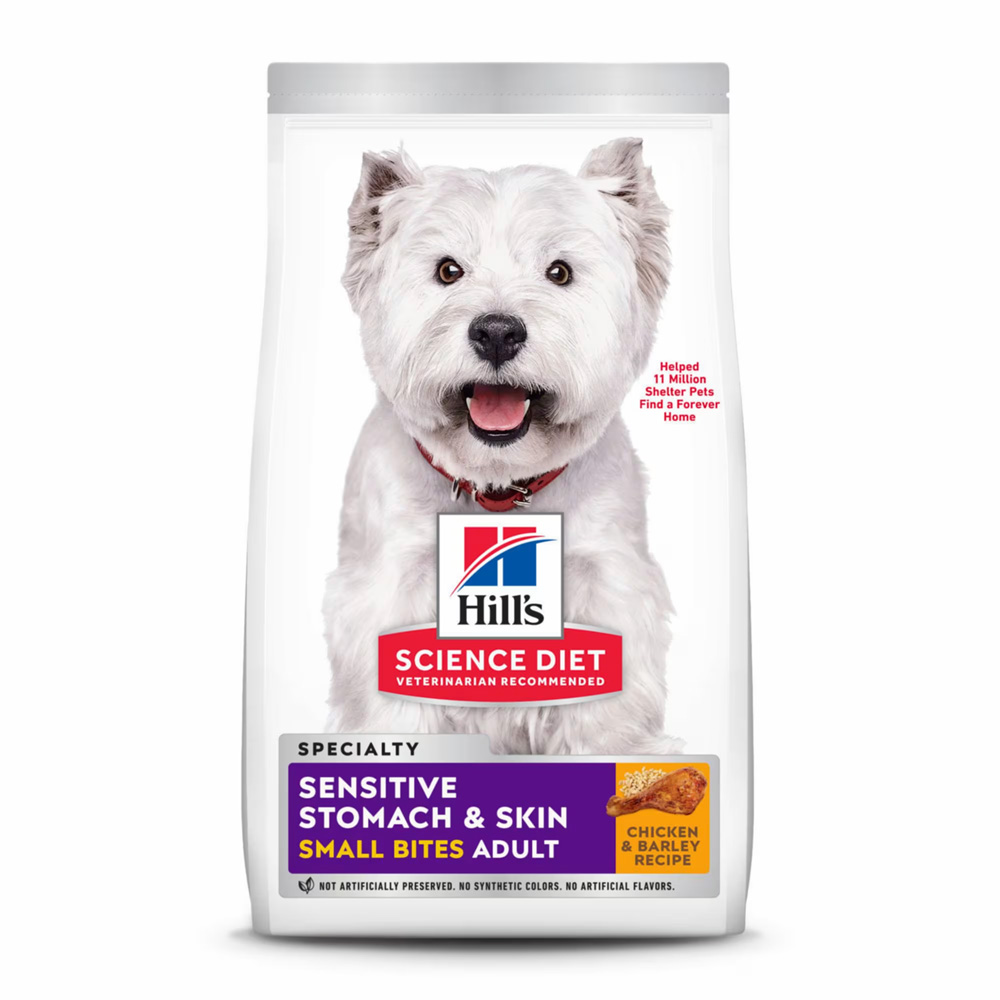 Helped
11 Million
Shelter Pets
Find a Forever
Home
Hill's
SCIENCE DIET
VETERINARIAN RECOMMENDED
SPECIALTY
SENSITIVE
STOMACH & SKIN
SMALL BITES ADULT
CHICKEN
& BARLEY
RECIPE
NOT ARTIFICIALLY PRESERVED. NO SYNTHETIC COLORS. NO ARTIFICIAL FLAVORS.